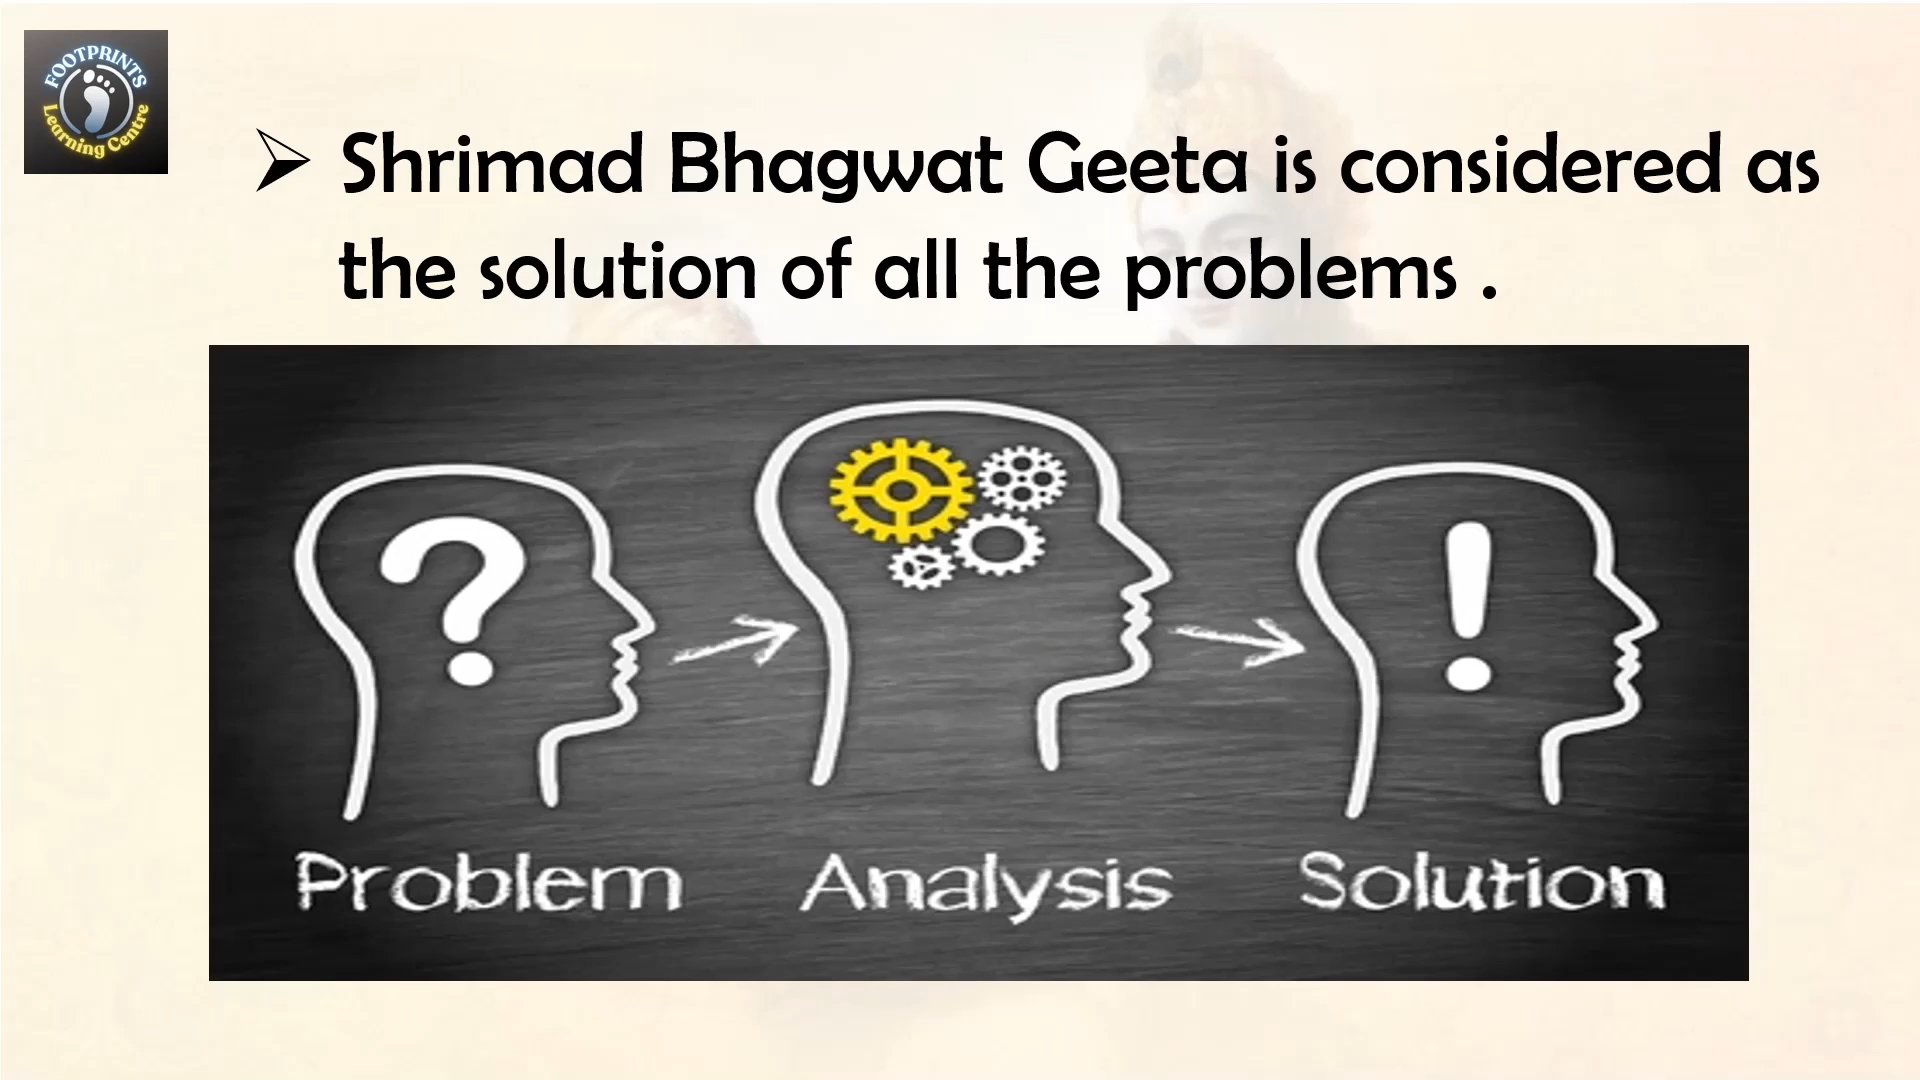 FOOTPRINTS
Learning Centre
➢ Shrimad Bhagwat Geeta is considered as
the solution of all the problems .
?
!
Problem Analysis Solution